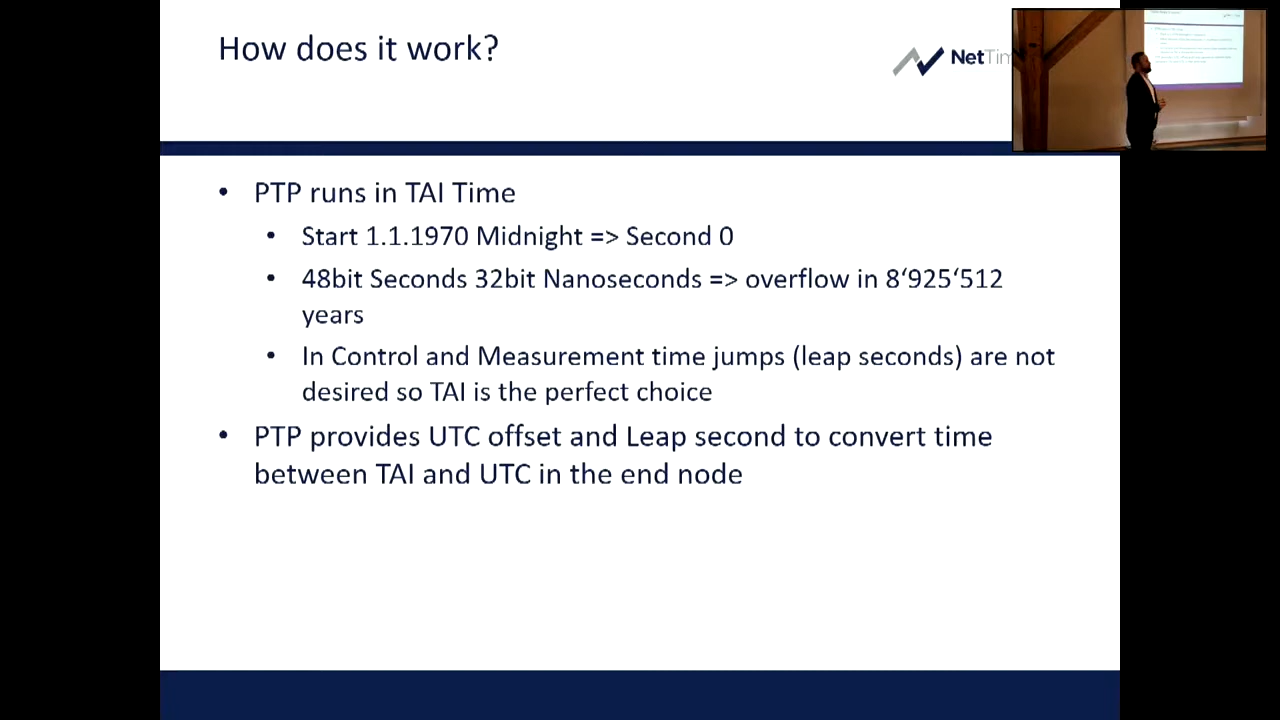 How does it work?
NetTim
• PTP runs in TAI Time
• Start 1.1.1970 Midnight => Second 0
• 48bit Seconds 32bit Nanoseconds => overflow in 8‘925‘512
years
• In Control and Measurement time jumps (leap seconds) are not
desired so TAI is the perfect choice
• PTP provides UTC offset and Leap second to convert time
between TAI and UTC in the end node